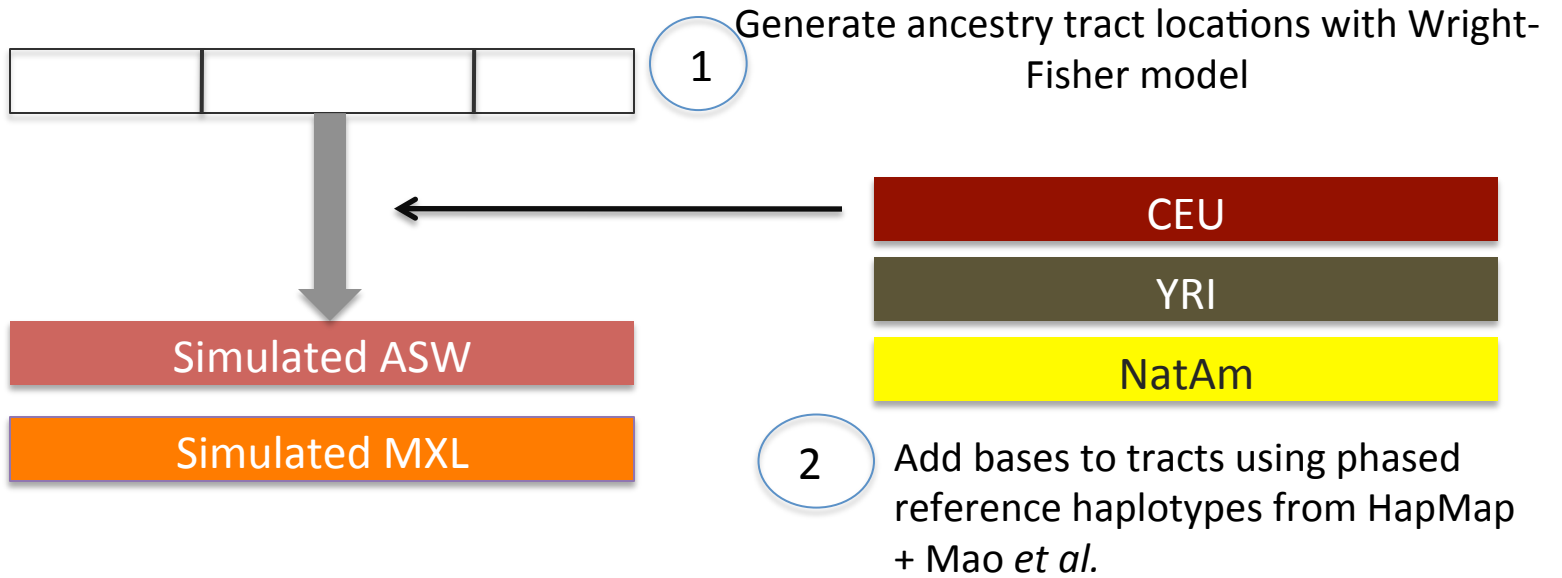 1
Generate ancestry tract locations with Wright-
Fisher model
CEU
YRI
NatAm
Simulated ASW
Simulated MXL
2
Add bases to tracts using phased
reference haplotypes from HapMap
+ Mao et al.